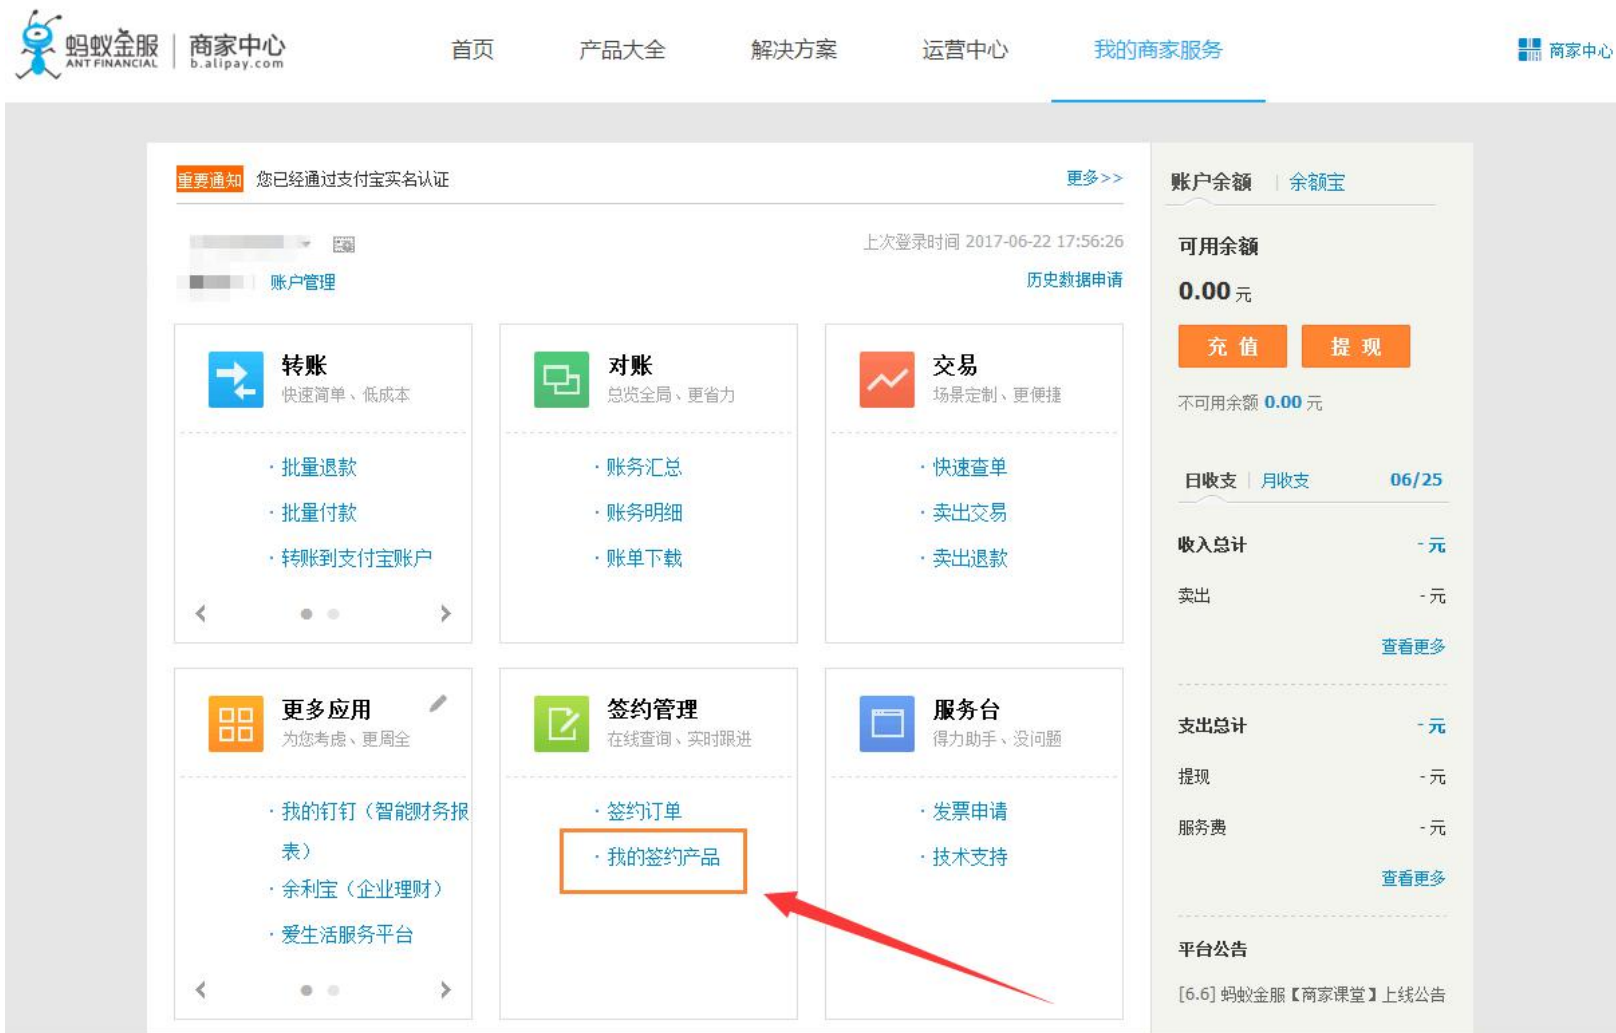 蚂蚁金服
ANT FINANCIAL
商家中心
b.alipay.com
首页
产品大全
解决方案
运营中心
我的商家服务
商家中心
重要通知 您已经通过支付宝实名认证
更多>>
上次登录时间 2017-06-22 17:56:26
账户管理
历史数据申请
转账
快速简单、低成本
· 批量退款
· 批量付款
· 转账到支付宝账户
对账
总览全局、更省力
· 账务汇总
· 账务明细
· 账单下载
交易
场景定制、更便捷
· 快速查单
· 卖出交易
· 卖出退款
更多应用
为您考虑、更周全
· 我的钉钉（智能财务报
表）
· 余利宝（企业理财）
· 爱生活服务平台
签约管理
在线查询、实时跟进
· 签约订单
· 我的签约产品
服务台
得力助手、没问题
· 发票申请
· 技术支持
账户余额 | 余额宝
可用余额
0.00 元
充 值
提 现
不可用余额 0.00 元
日收支 | 月收支 06/25
收入总计 - 元
卖出 - 元
查看更多
支出总计 - 元
提现 - 元
服务费 - 元
查看更多
平台公告
[6.6] 蚂蚁金服【商家课堂】上线公告